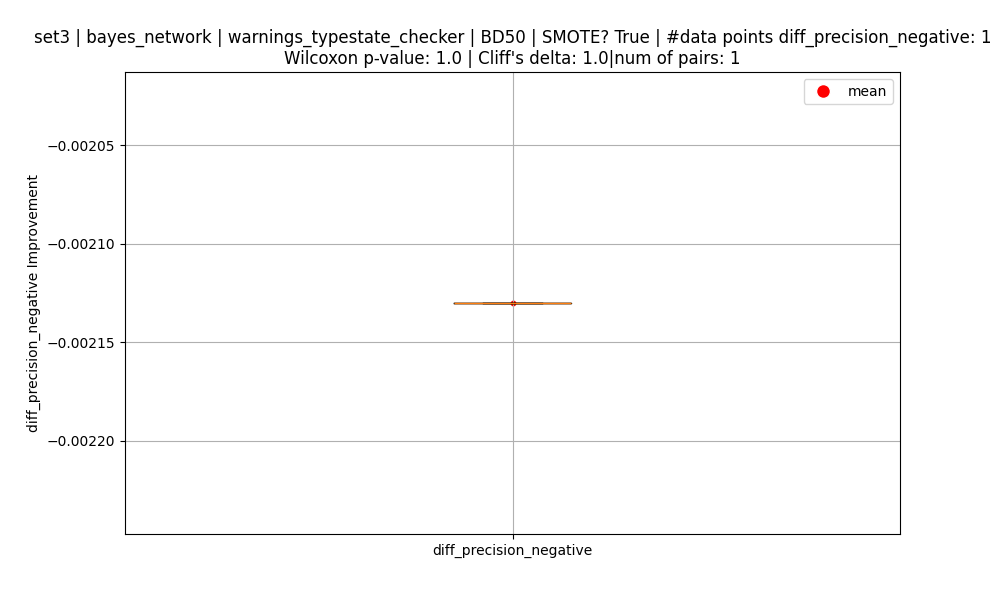 set3 | bayes_network | warnings_typestate_checker | BD50 | SMOTE? True | #data points diff_precision_negative: 1
Wilcoxon p-value: 1.0 | Cliff's delta: 1.0|num of pairs: 1
mean
−0.00205
−0.00210
−0.00215
−0.00220
diff_precision_negative Improvement
diff_precision_negative